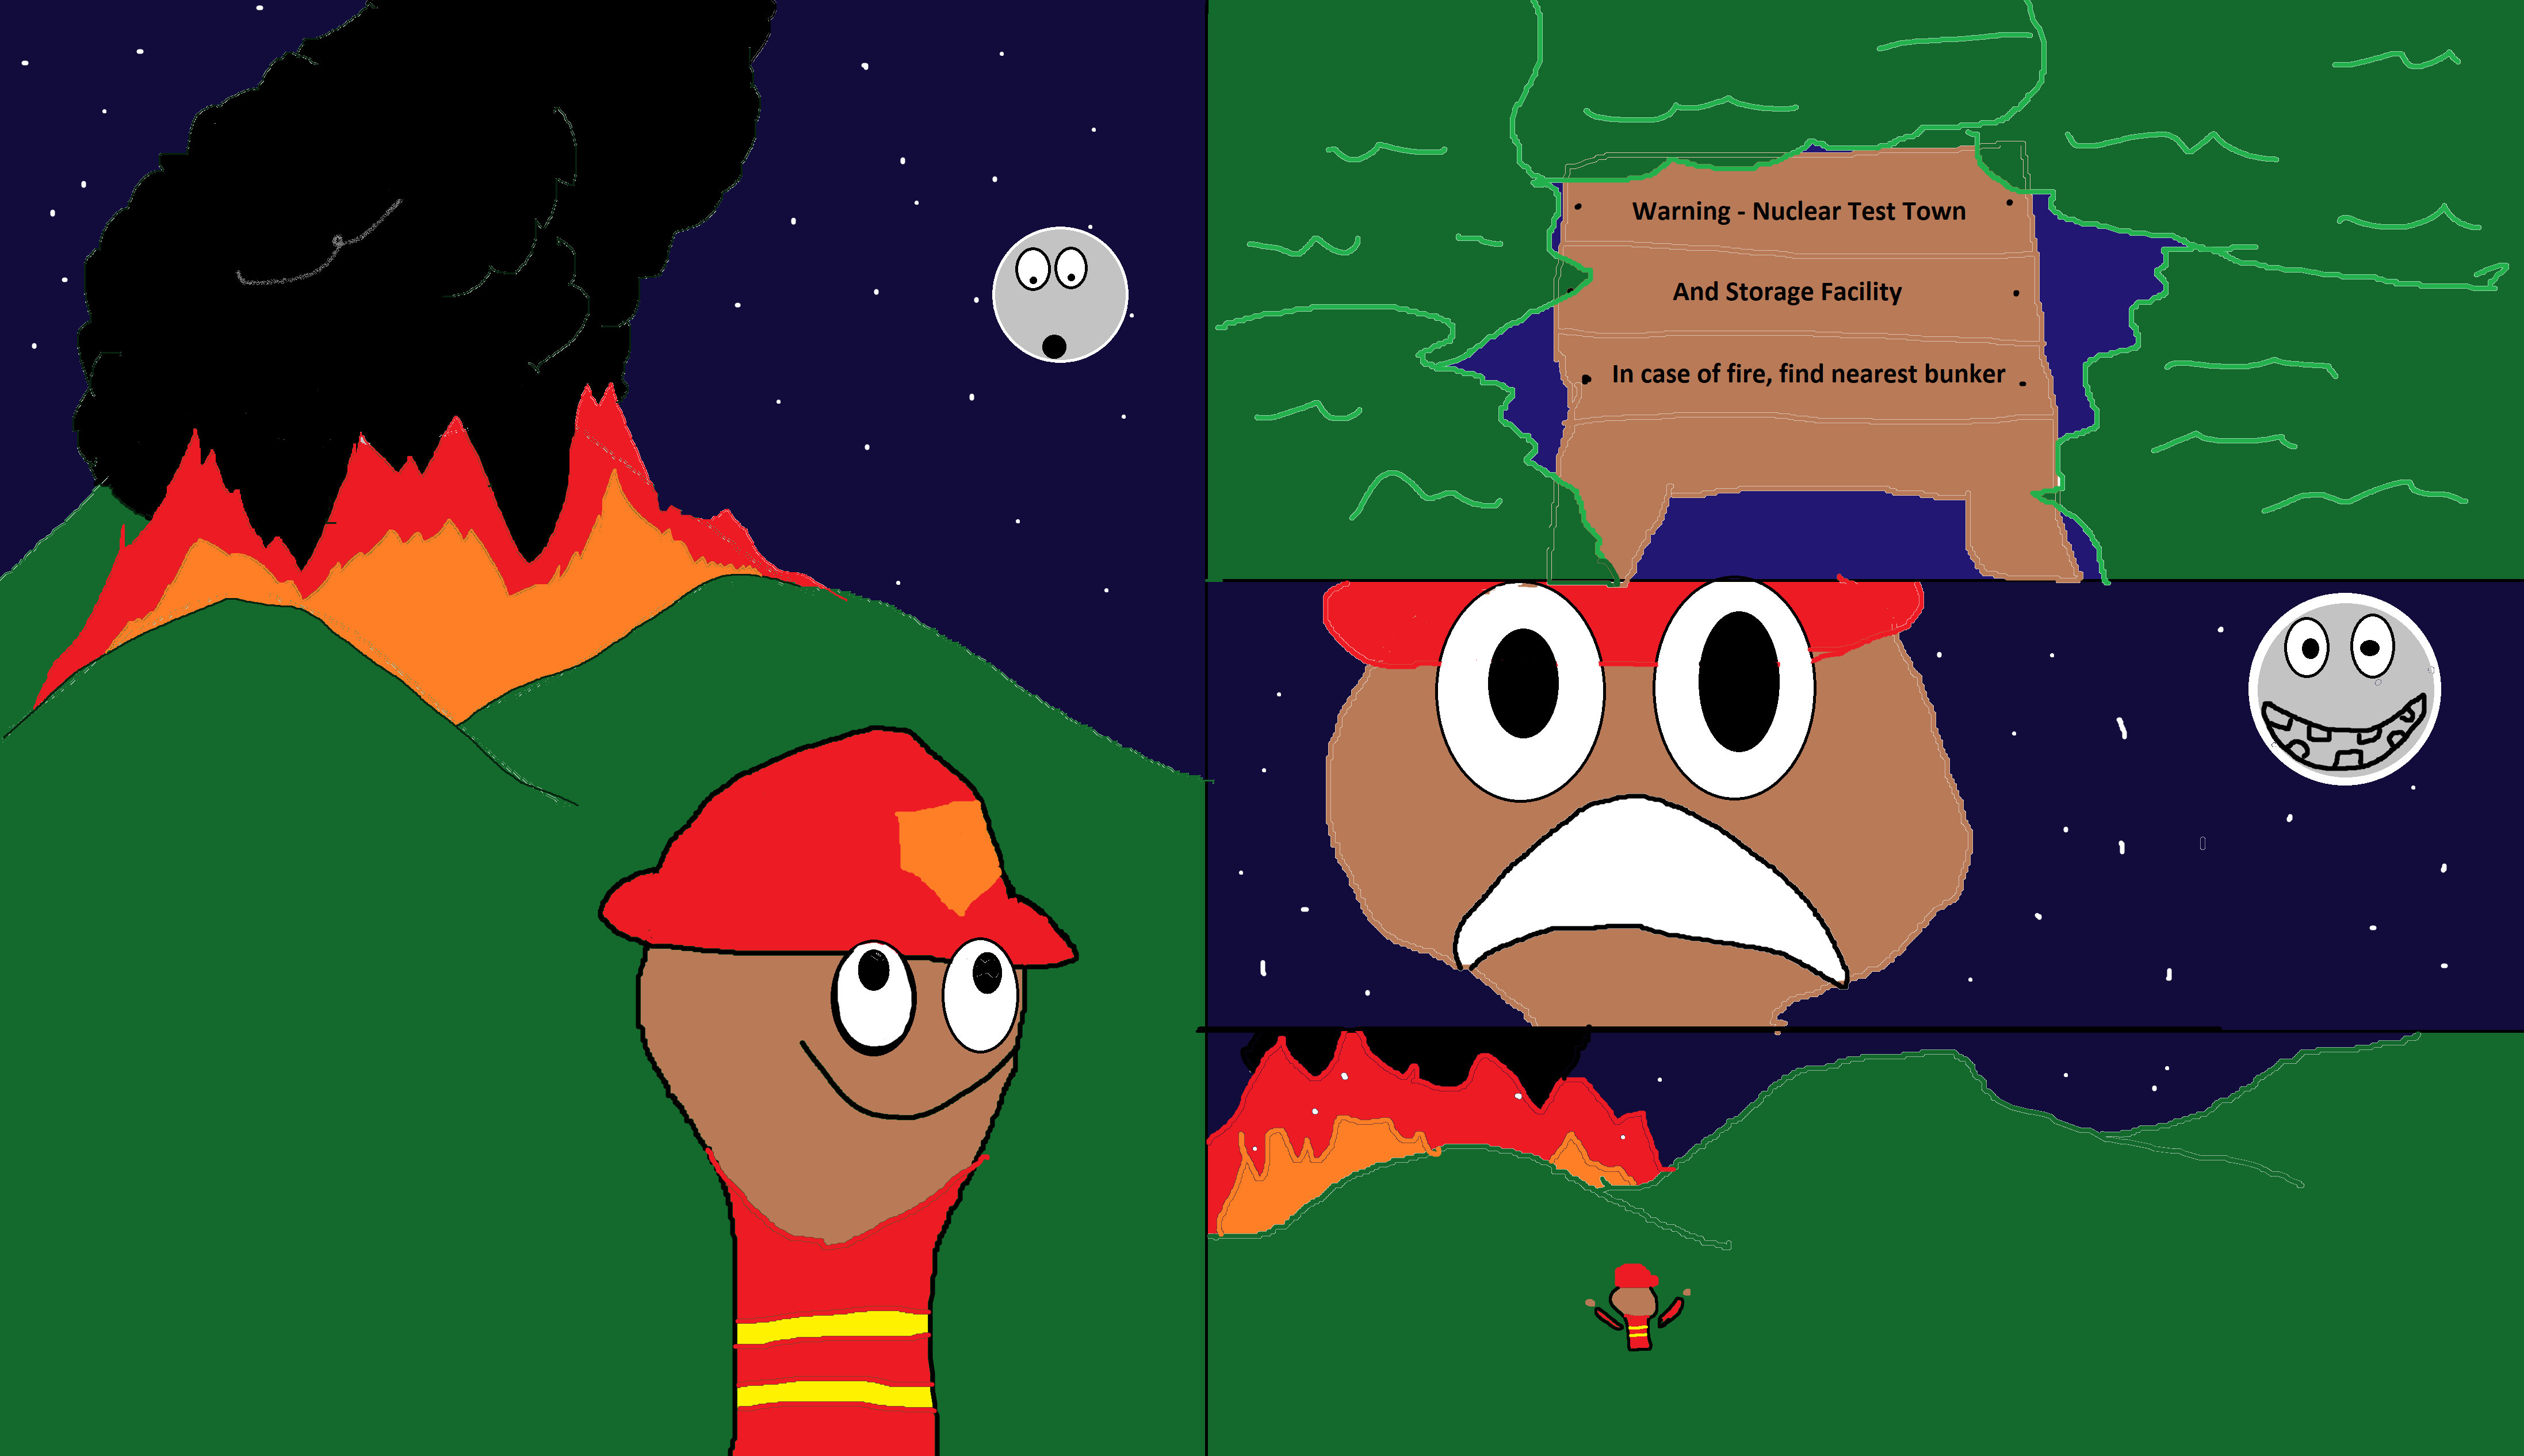 Warning - Nuclear Test Town
And Storage Facility
In case of fire, find nearest bunker